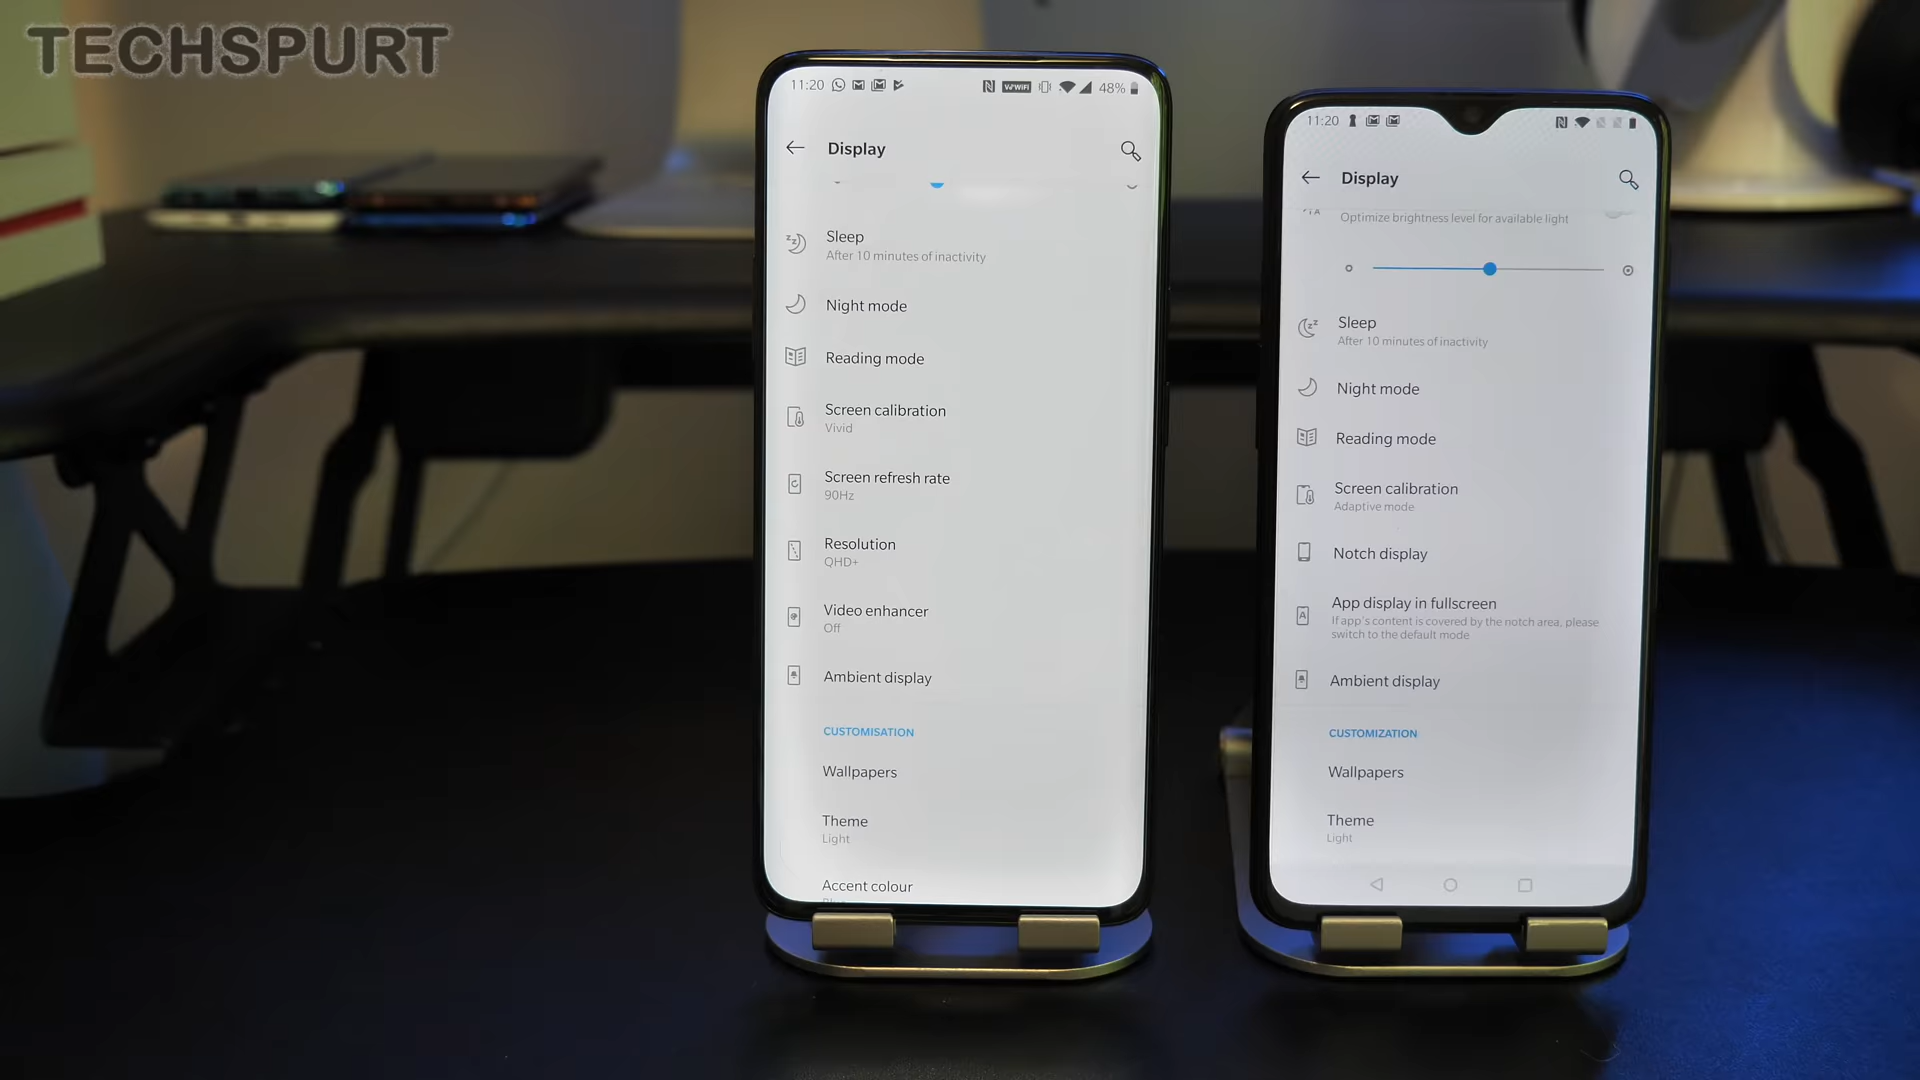 TECHSPURT
11:20
VoWIFI
48%
Display
Sleep
After 10 minutes of inactivity
Night mode
Reading mode
Screen calibration
Vivid
Screen refresh rate
90Hz
Resolution
QHD+
Video enhancer
Off
Ambient display
CUSTOMISATION
Wallpapers
Theme
Light
Accent colour
11:20
Display
Optimize brightness level for available light
Sleep
After 10 minutes of inactivity
Night mode
Reading mode
Screen calibration
Adaptive mode
Notch display
App display in fullscreen
If app's content is covered by the notch area, please
switch to the default mode
Ambient display
CUSTOMIZATION
Wallpapers
Theme
Light